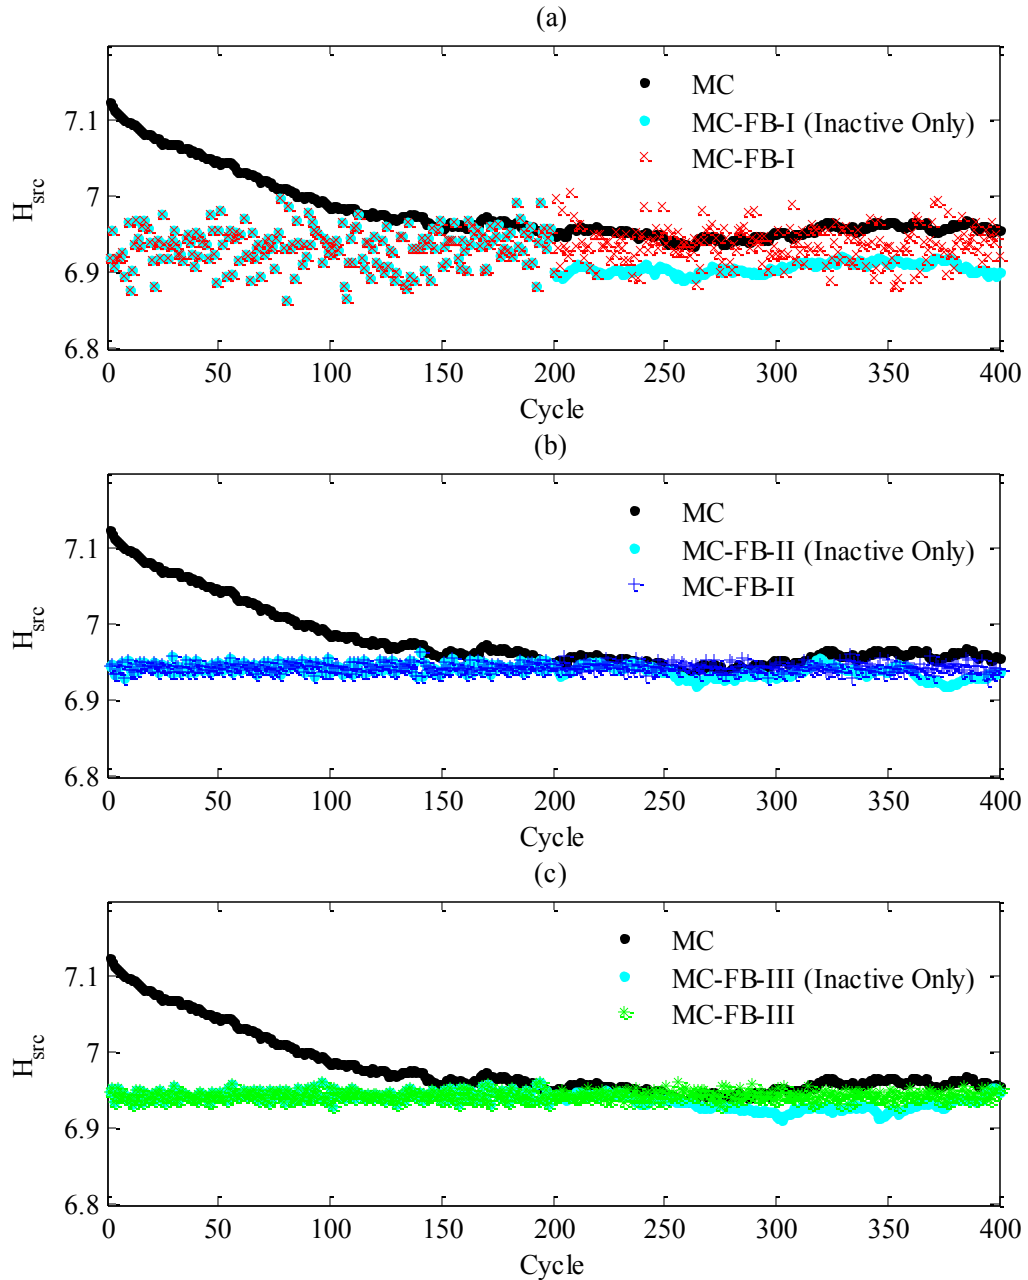 (a)
MC
MC-FB-I (Inactive Only)
MC-FB-I
7.1
7
6.9
6.8
H_src
0 50 100 150 200 250 300 350 400
Cycle
(b)
MC
MC-FB-II (Inactive Only)
MC-FB-II
7.1
7
6.9
6.8
H_src
0 50 100 150 200 250 300 350 400
Cycle
(c)
MC
MC-FB-III (Inactive Only)
MC-FB-III
7.1
7
6.9
6.8
H_src
0 50 100 150 200 250 300 350 400
Cycle